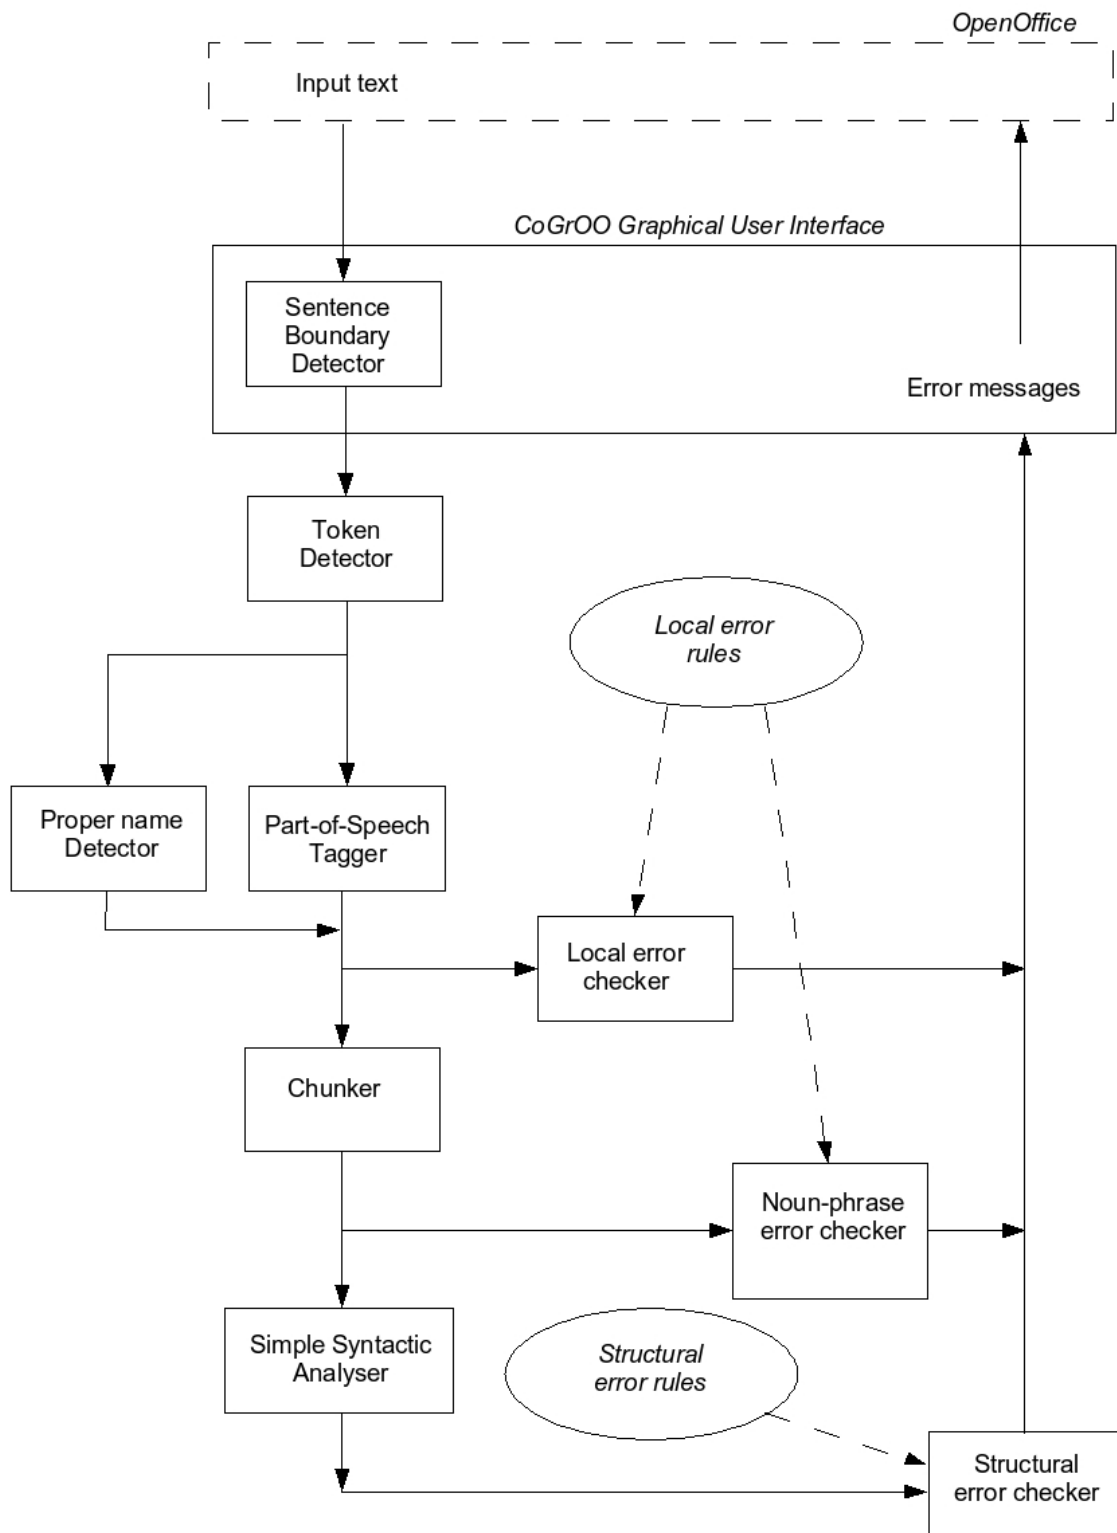 OpenOffice
Input text
CoGrOO Graphical User Interface
Sentence
Boundary
Detector
Error messages
Token
Detector
Local error
rules
Proper name
Detector
Part-of-Speech
Tagger
Local error
checker
Chunker
Noun-phrase
error checker
Simple Syntactic
Analyser
Structural
error rules
Structural
error checker